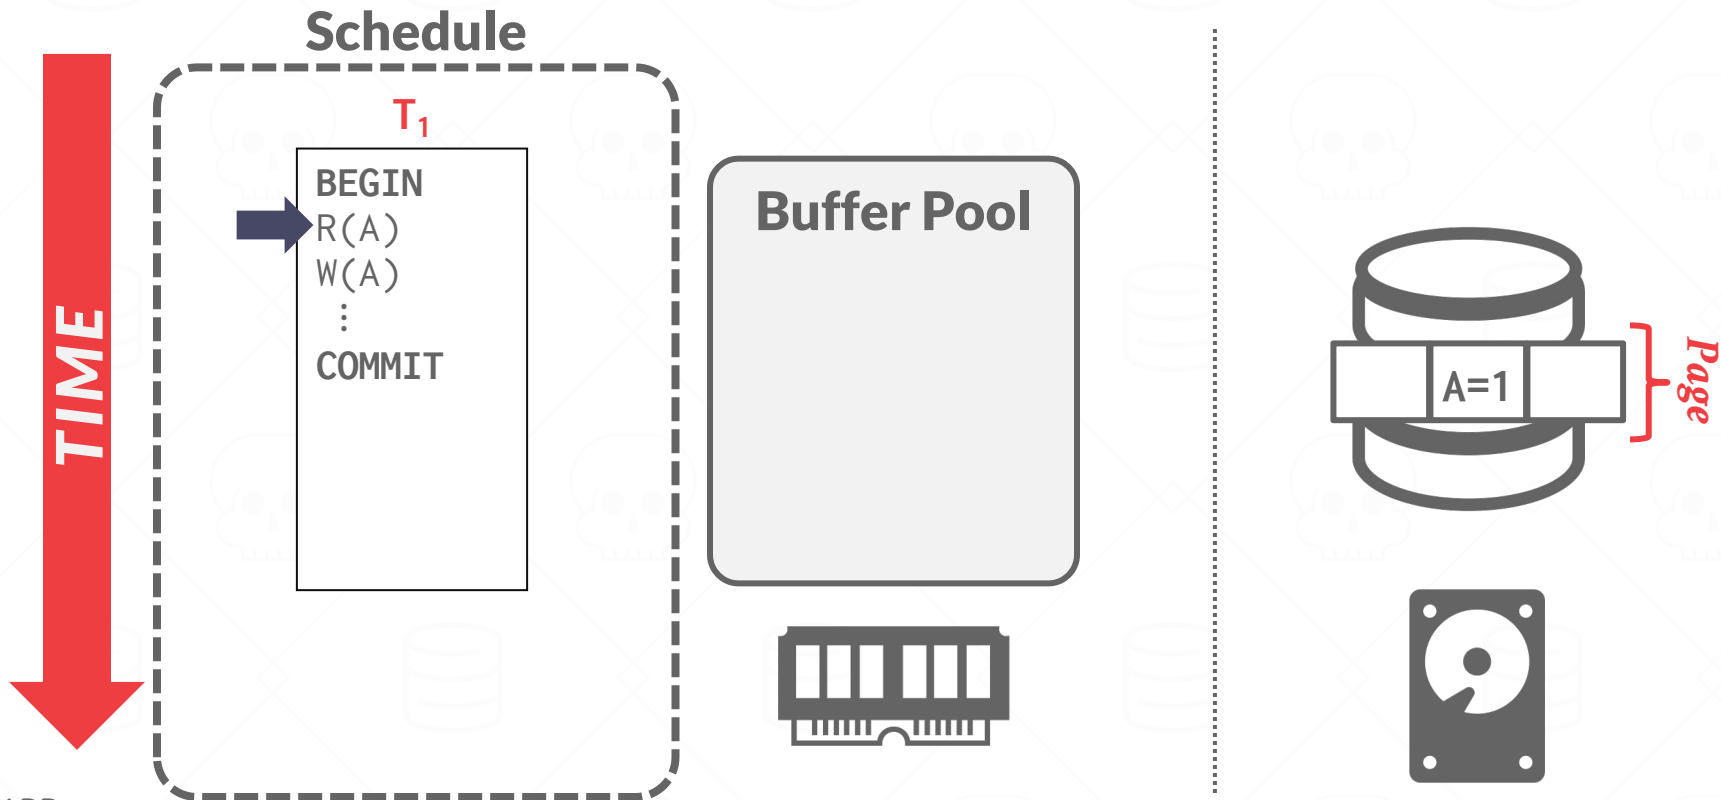 Schedule
TIME
T1
BEGIN
R(A)
W(A)
⋮
COMMIT
Buffer Pool
A=1
Page